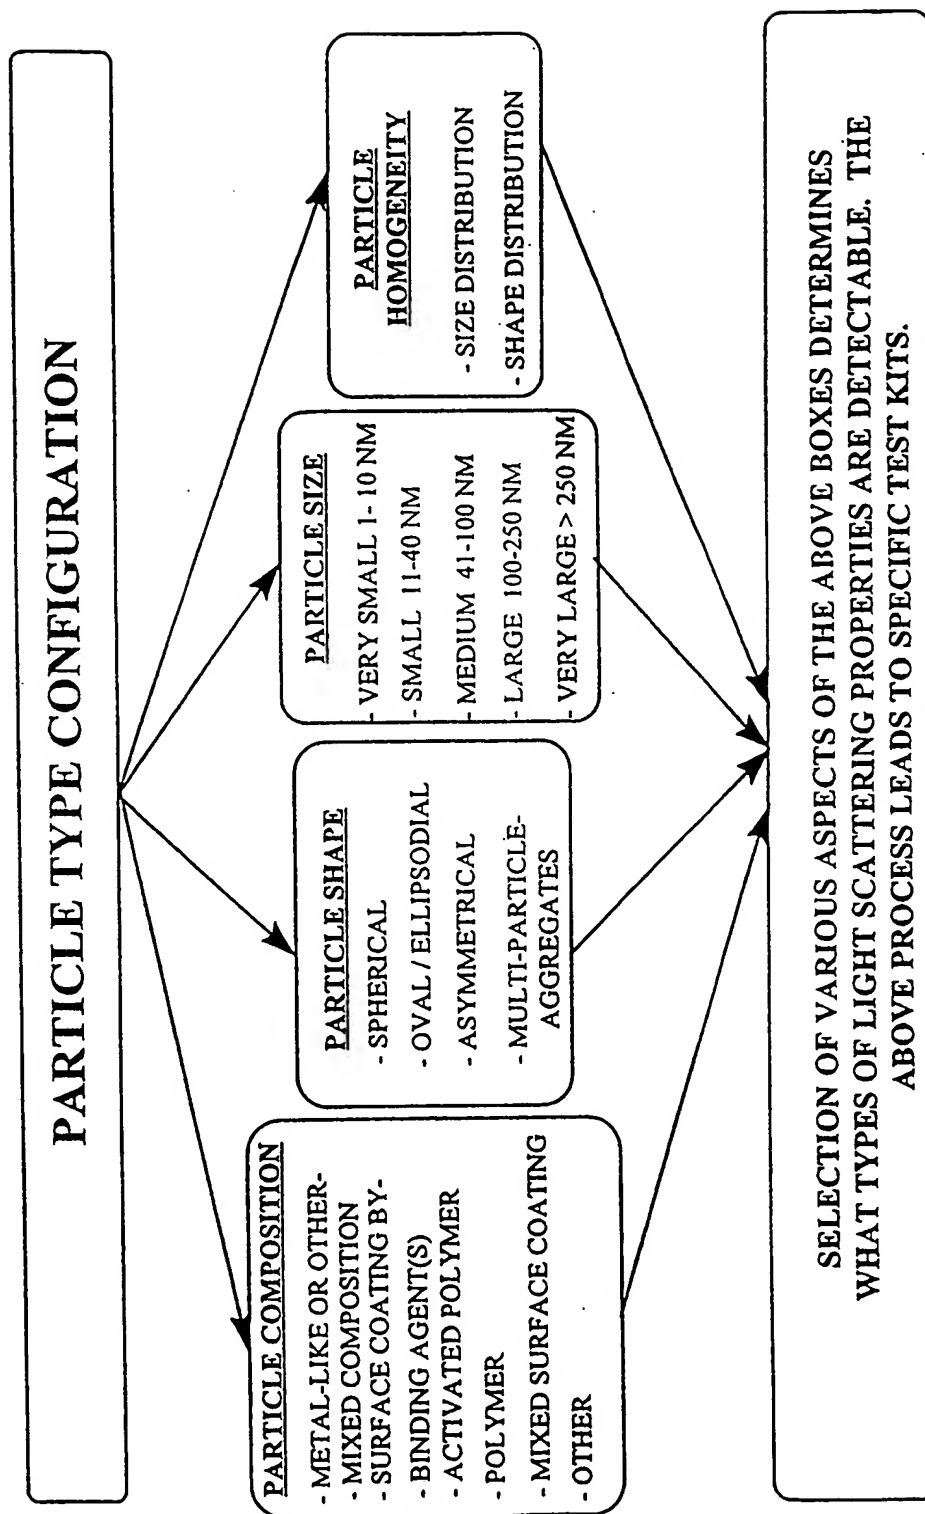 PARTICLE TYPE CONFIGURATION
PARTICLE COMPOSITION
- METAL-LIKE OR OTHER-
- MIXED COMPOSITION
- SURFACE COATING BY-
- BINDING AGENT(S)
- ACTIVATED POLYMER
- POLYMER
- MIXED SURFACE COATING
- OTHER
PARTICLE SHAPE
- SPHERICAL
- OVAL / ELLIPSODIAL
- ASYMMETRICAL
- MULTI-PARTICLE-
AGGREGATES
PARTICLE SIZE
- VERY SMALL 1- 10 NM
- SMALL 11-40 NM
- MEDIUM 41-100 NM
- LARGE 100-250 NM
- VERY LARGE > 250 NM
PARTICLE
HOMOGENEITY
- SIZE DISTRIBUTION
- SHAPE DISTRIBUTION
SELECTION OF VARIOUS ASPECTS OF THE ABOVE BOXES DETERMINES
WHAT TYPES OF LIGHT SCATTERING PROPERTIES ARE DETECTABLE. THE
ABOVE PROCESS LEADS TO SPECIFIC TEST KITS.